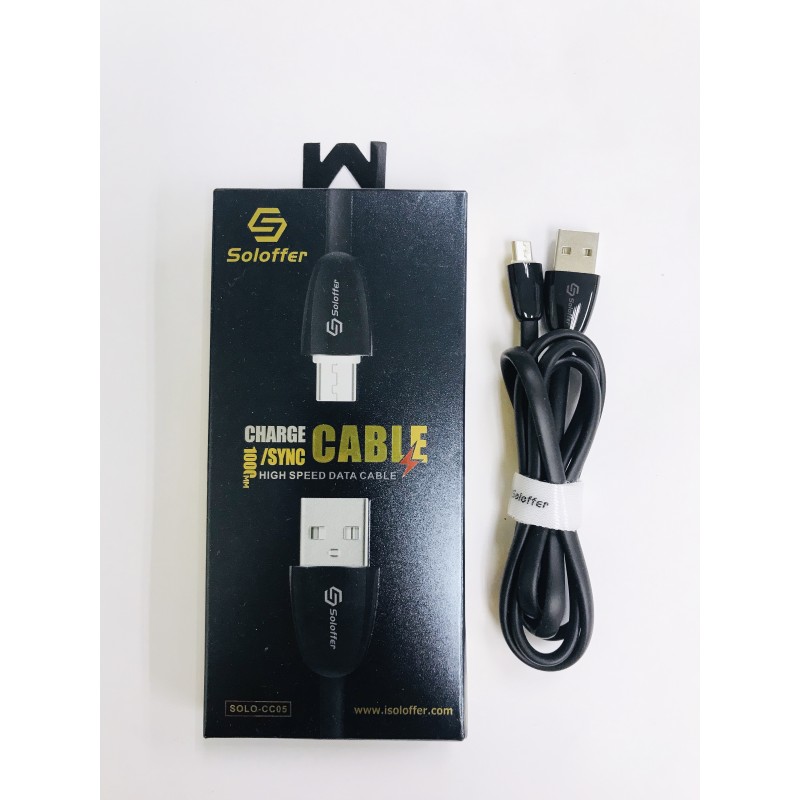 Soloffer
Soloffer
CHARGE
/SYNC
CABLE
1000MM
HIGH SPEED DATA CABLE
Soloffer
SOLO-CC05
www.isoloffer.com
Soloffer
Soloffer